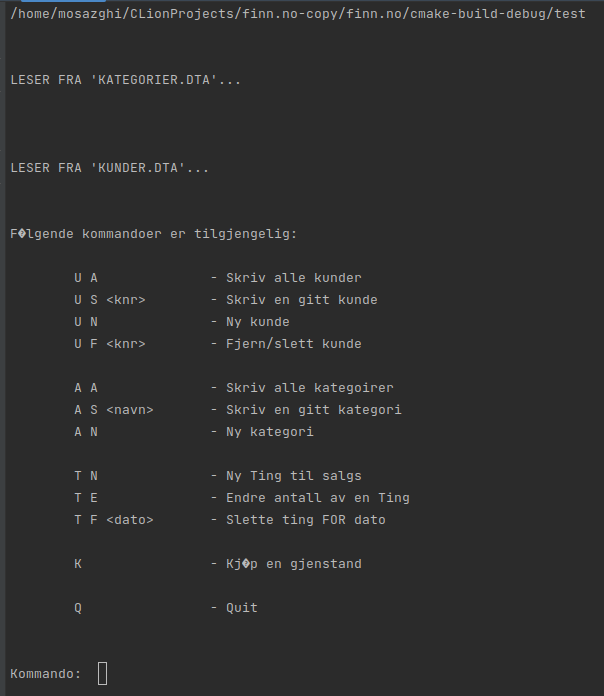 /home/mosazghi/CLionProjects/finn.no-copy/finn.no/cmake-build-debug/test
LESER FRA 'KATEGORIER.DTA'...
LESER FRA 'KUNDER.DTA'...
F�lgende kommandoer er tilgjengelig:
U A - Skriv alle kunder
U S <knr> - Skriv en gitt kunde
U N - Ny kunde
U F <knr> - Fjern/slett kunde
A A - Skriv alle kategoirer
A S <navn> - Skriv en gitt kategori
A N - Ny kategori
T N - Ny Ting til salgs
T E - Endre antall av en Ting
T F <dato> - Slette ting FOR dato
K - Kj�p en gjenstand
Q - Quit
Kommando: